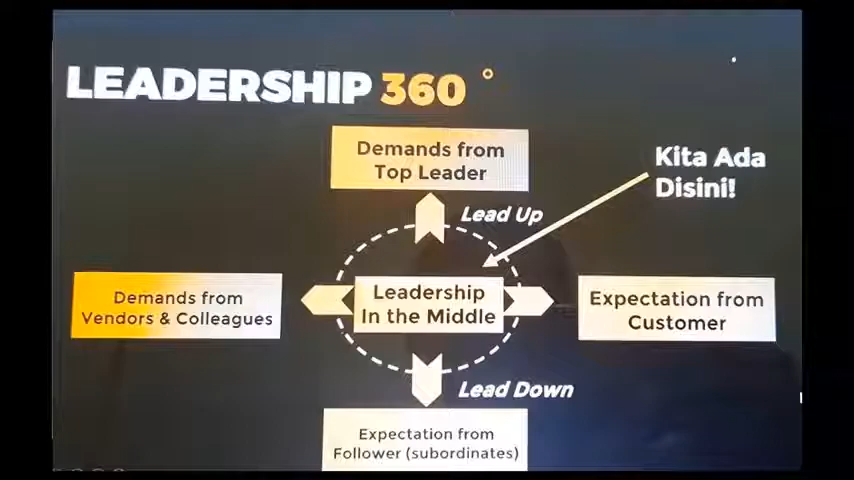 LEADERSHIP 360°
Demands from
Top Leader
Kita Ada
Disini!
Lead Up
Demands from
Vendors & Colleagues
Leadership
In the Middle
Expectation from
Customer
Lead Down
Expectation from
Follower (subordinates)